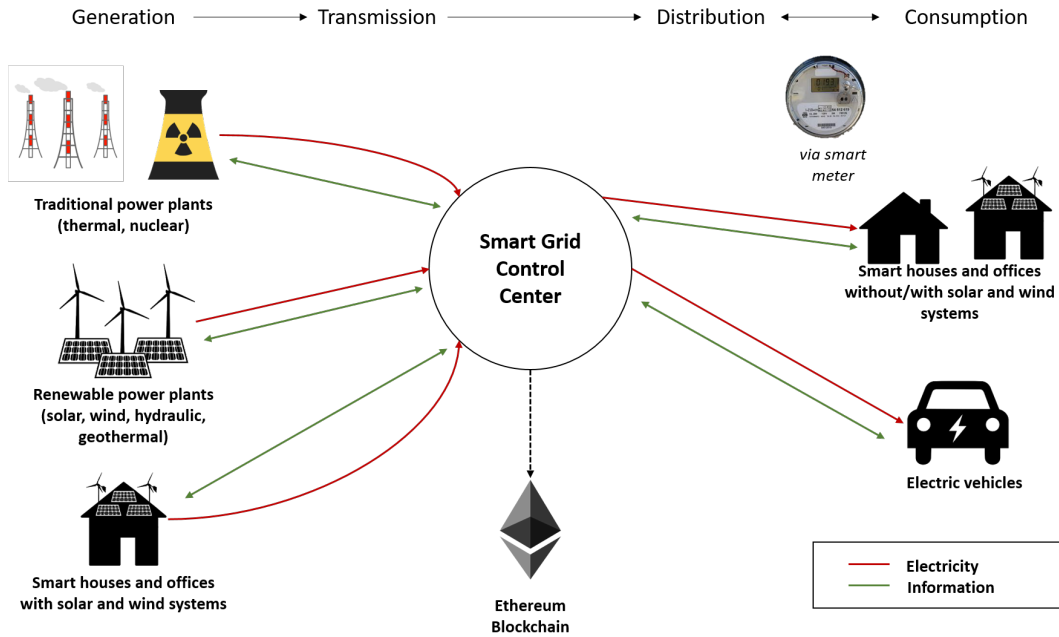 Generation
Transmission
Distribution
Consumption
via smart
meter
Traditional power plants
(thermal, nuclear)
Smart Grid
Control
Center
Smart houses and offices
without/with solar and wind
systems
Renewable power plants
(solar, wind, hydraulic,
geothermal)
Electric vehicles
Smart houses and offices
with solar and wind systems
Ethereum
Blockchain
Electricity
Information